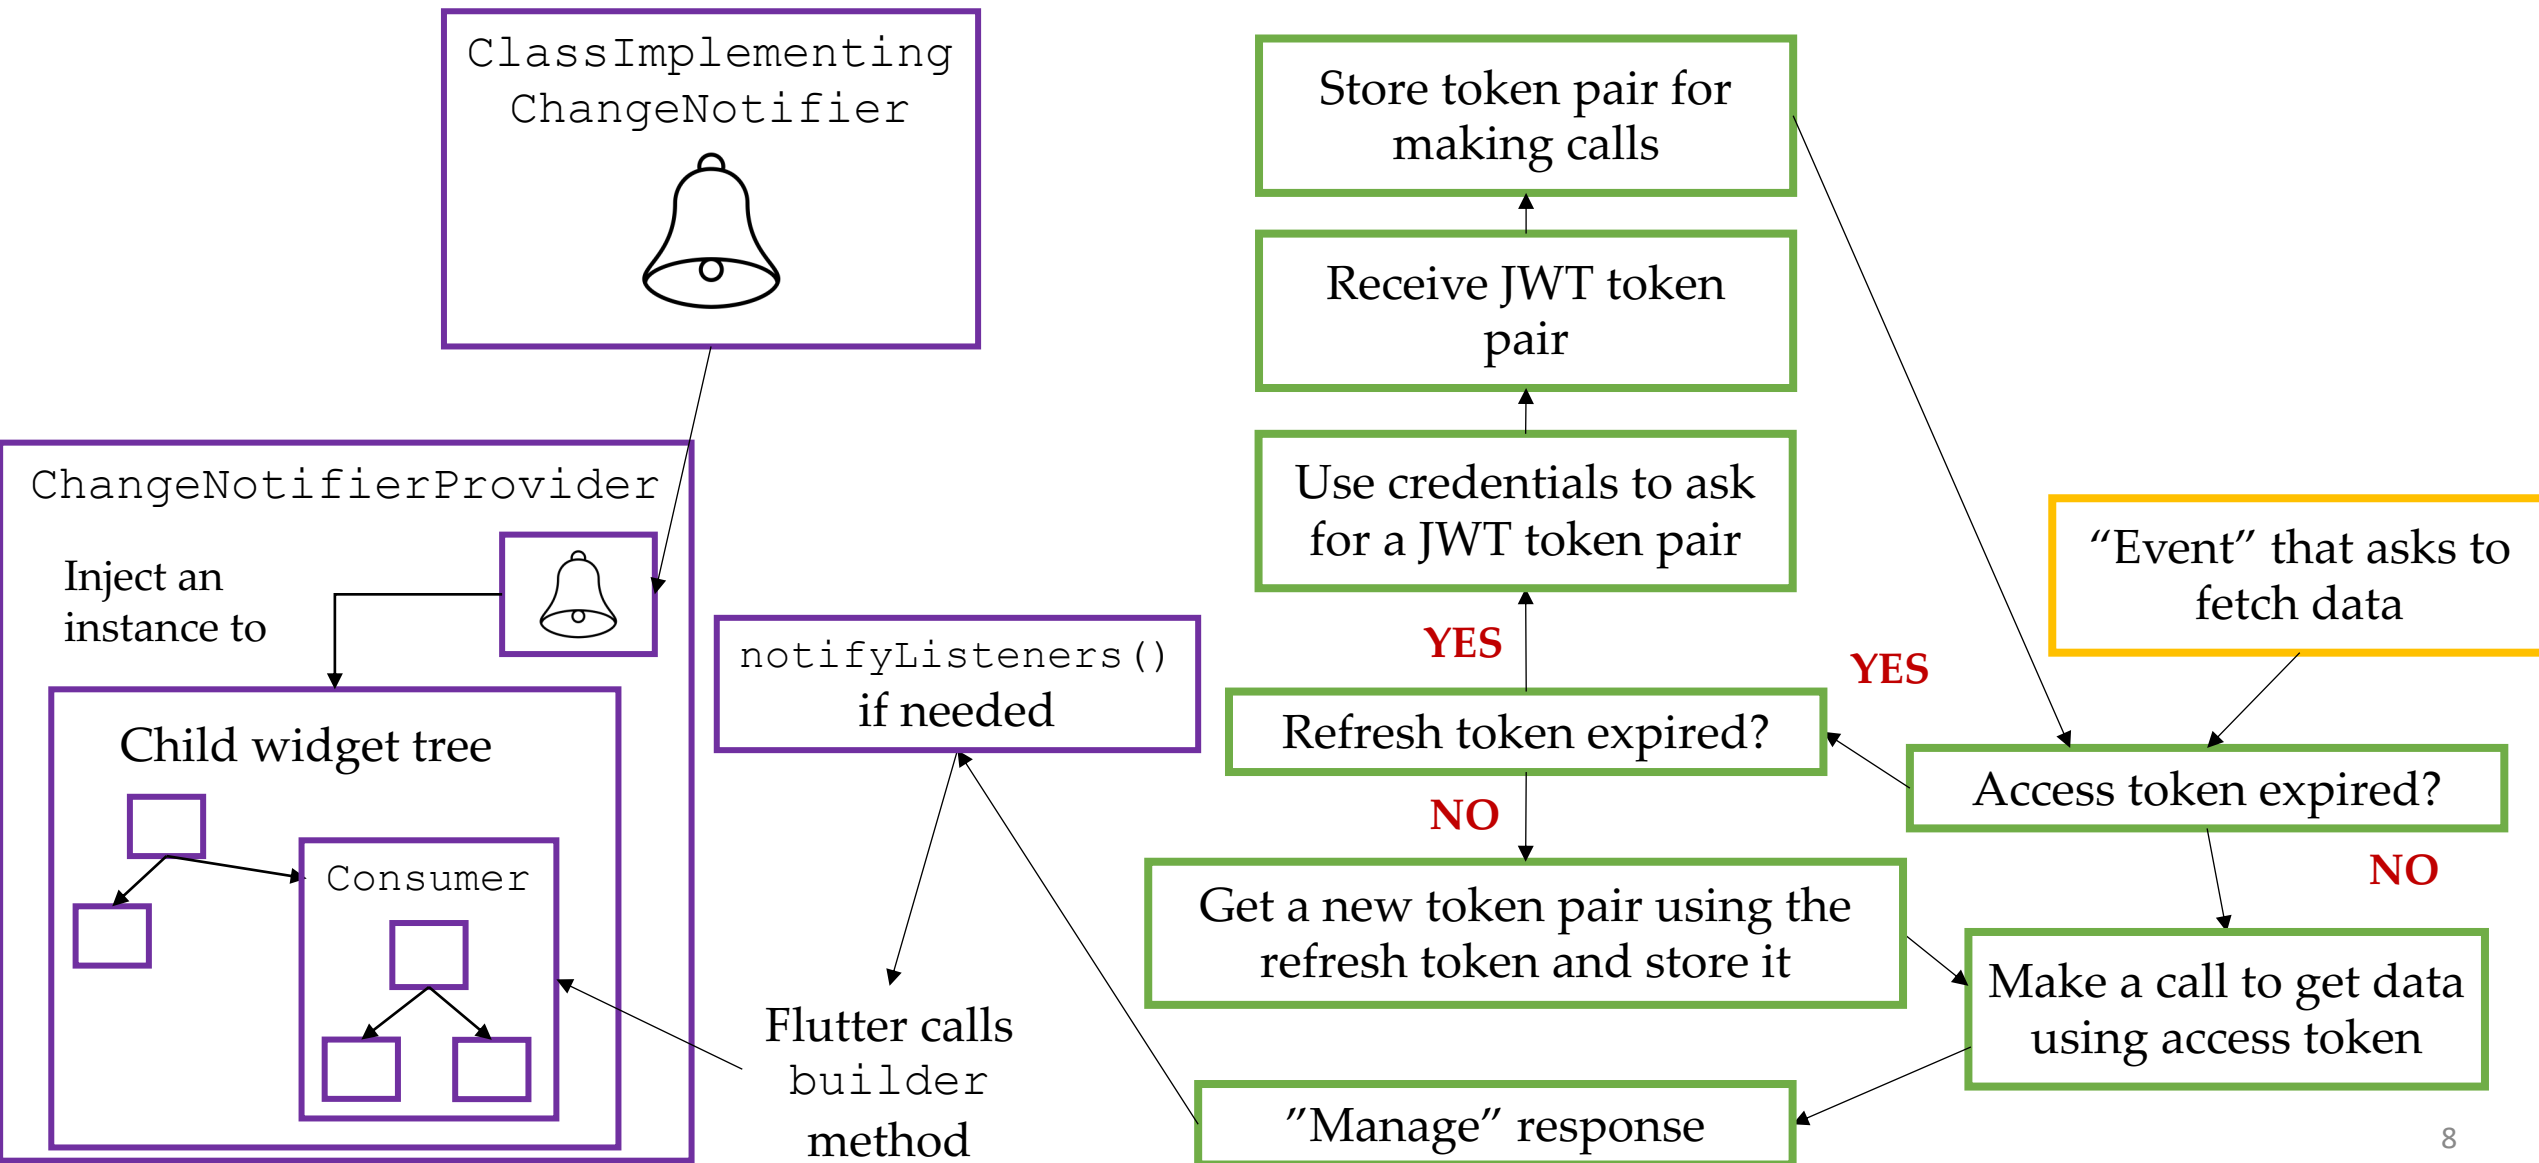 ClassImplementing
ChangeNotifier
ChangeNotifierProvider
Inject an
instance to
Child widget tree
Consumer
notifyListeners()
if needed
Flutter calls
builder
method
Store token pair for
making calls
Receive JWT token
pair
Use credentials to ask
for a JWT token pair
YES
Refresh token expired?
NO
Get a new token pair using the
refresh token and store it
"Manage" response
“Event” that asks to
fetch data
YES
Access token expired?
NO
Make a call to get data
using access token
8